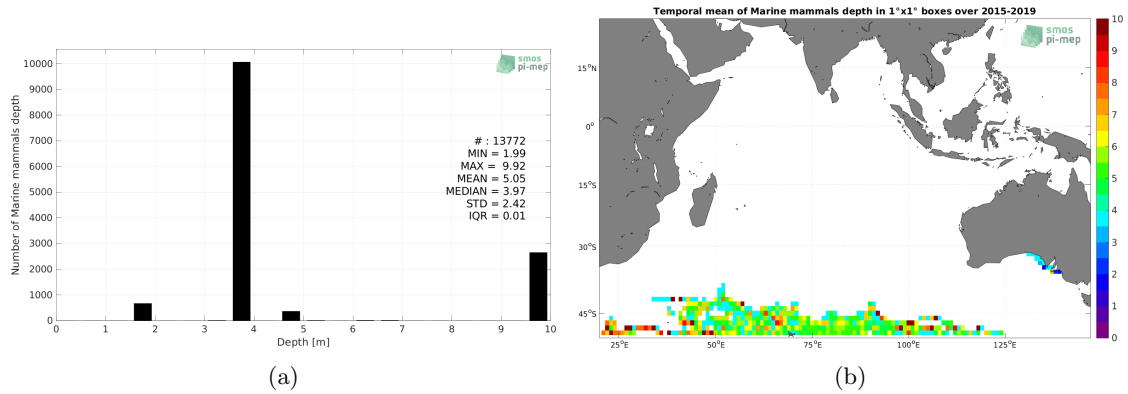 smos
pi-mep
10000
9000
8000
7000
6000
5000
4000
3000
2000
1000
0
Number of Marine mammals depth
# : 13772
MIN = 1.99
MAX = 9.92
MEAN = 5.05
MEDIAN = 3.97
STD = 2.42
IQR = 0.01
0 1 2 3 4 5 6 7 8 9 10
Depth [m]
(a)
Temporal mean of Marine mammals depth in 1°x1° boxes over 2015-2019
smos
pi-mep
15°N
0°
15°S
30°S
45°S
25°E 50°E 75°E 100°E 125°E
10
9
8
7
6
5
4
3
2
1
0
(b)